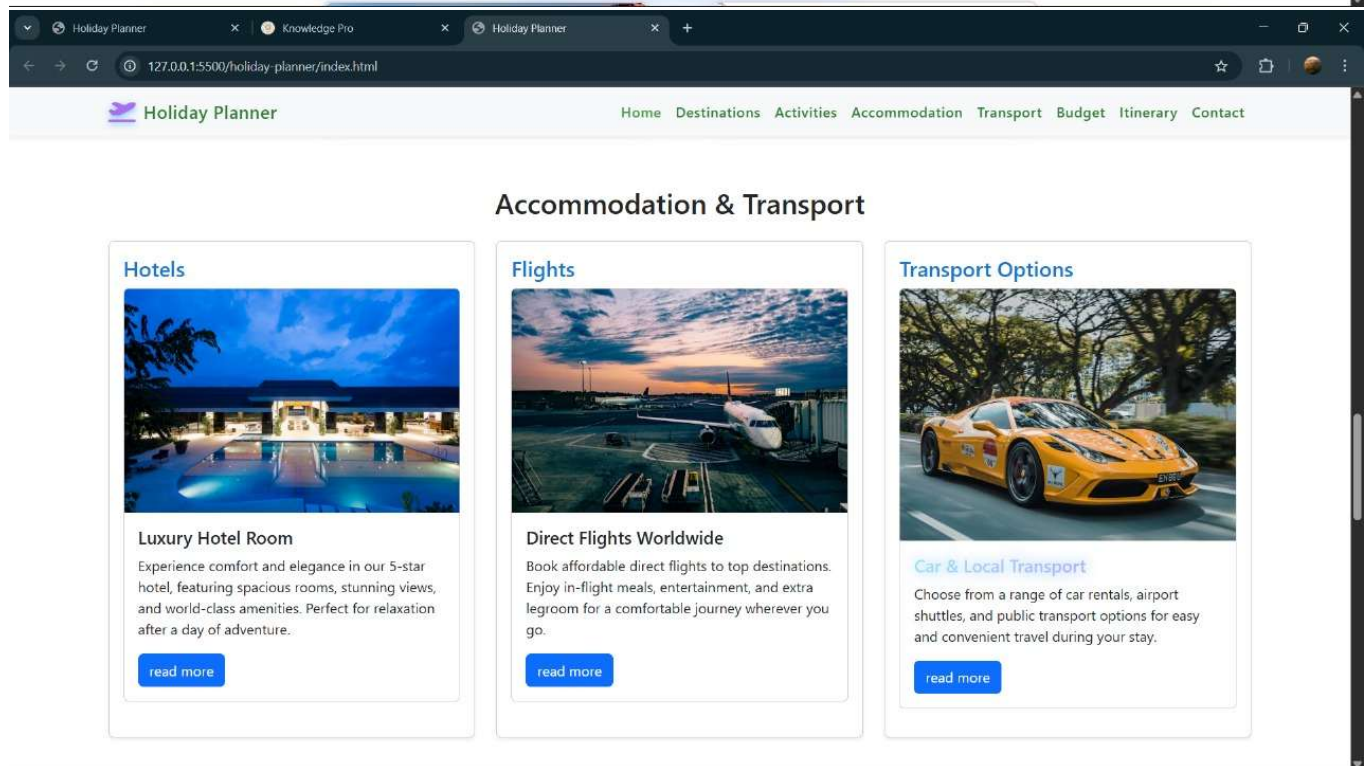 Holiday Planner
Knowledge Pro
Holiday Planner
127.0.0.1:5500/holiday-planner/index.html
Holiday Planner
Home Destinations Activities Accommodation Transport Budget Itinerary Contact
Accommodation & Transport
Hotels
Luxury Hotel Room
Experience comfort and elegance in our 5-star
hotel, featuring spacious rooms, stunning views,
and world-class amenities. Perfect for relaxation
after a day of adventure.
read more
Flights
Direct Flights Worldwide
Book affordable direct flights to top destinations.
Enjoy in-flight meals, entertainment, and extra
legroom for a comfortable journey wherever you
go.
read more
Transport Options
Car & Local Transport
Choose from a range of car rentals, airport
shuttles, and public transport options for easy
and convenient travel during your stay.
read more